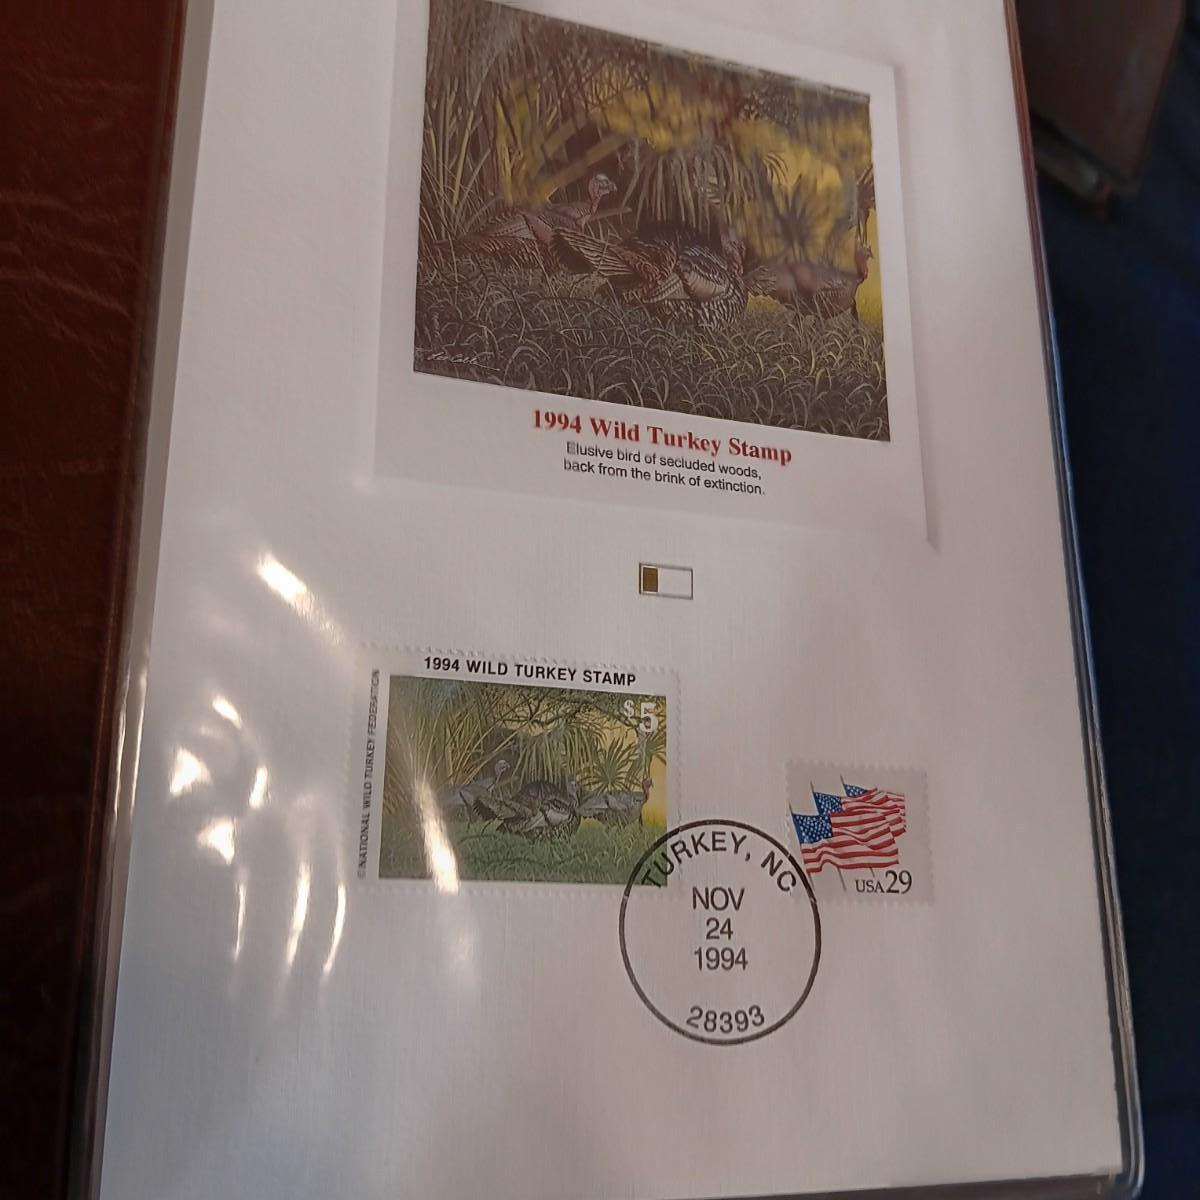 1994 Wild Turkey Stamp
Elusive bird of secluded woods,
back from the brink of extinction.
1994 WILD TURKEY STAMP
$5
©NATIONAL WILD TURKEY FEDERATION
USA29
TURKEY, NC
NOV
24
1994
28393